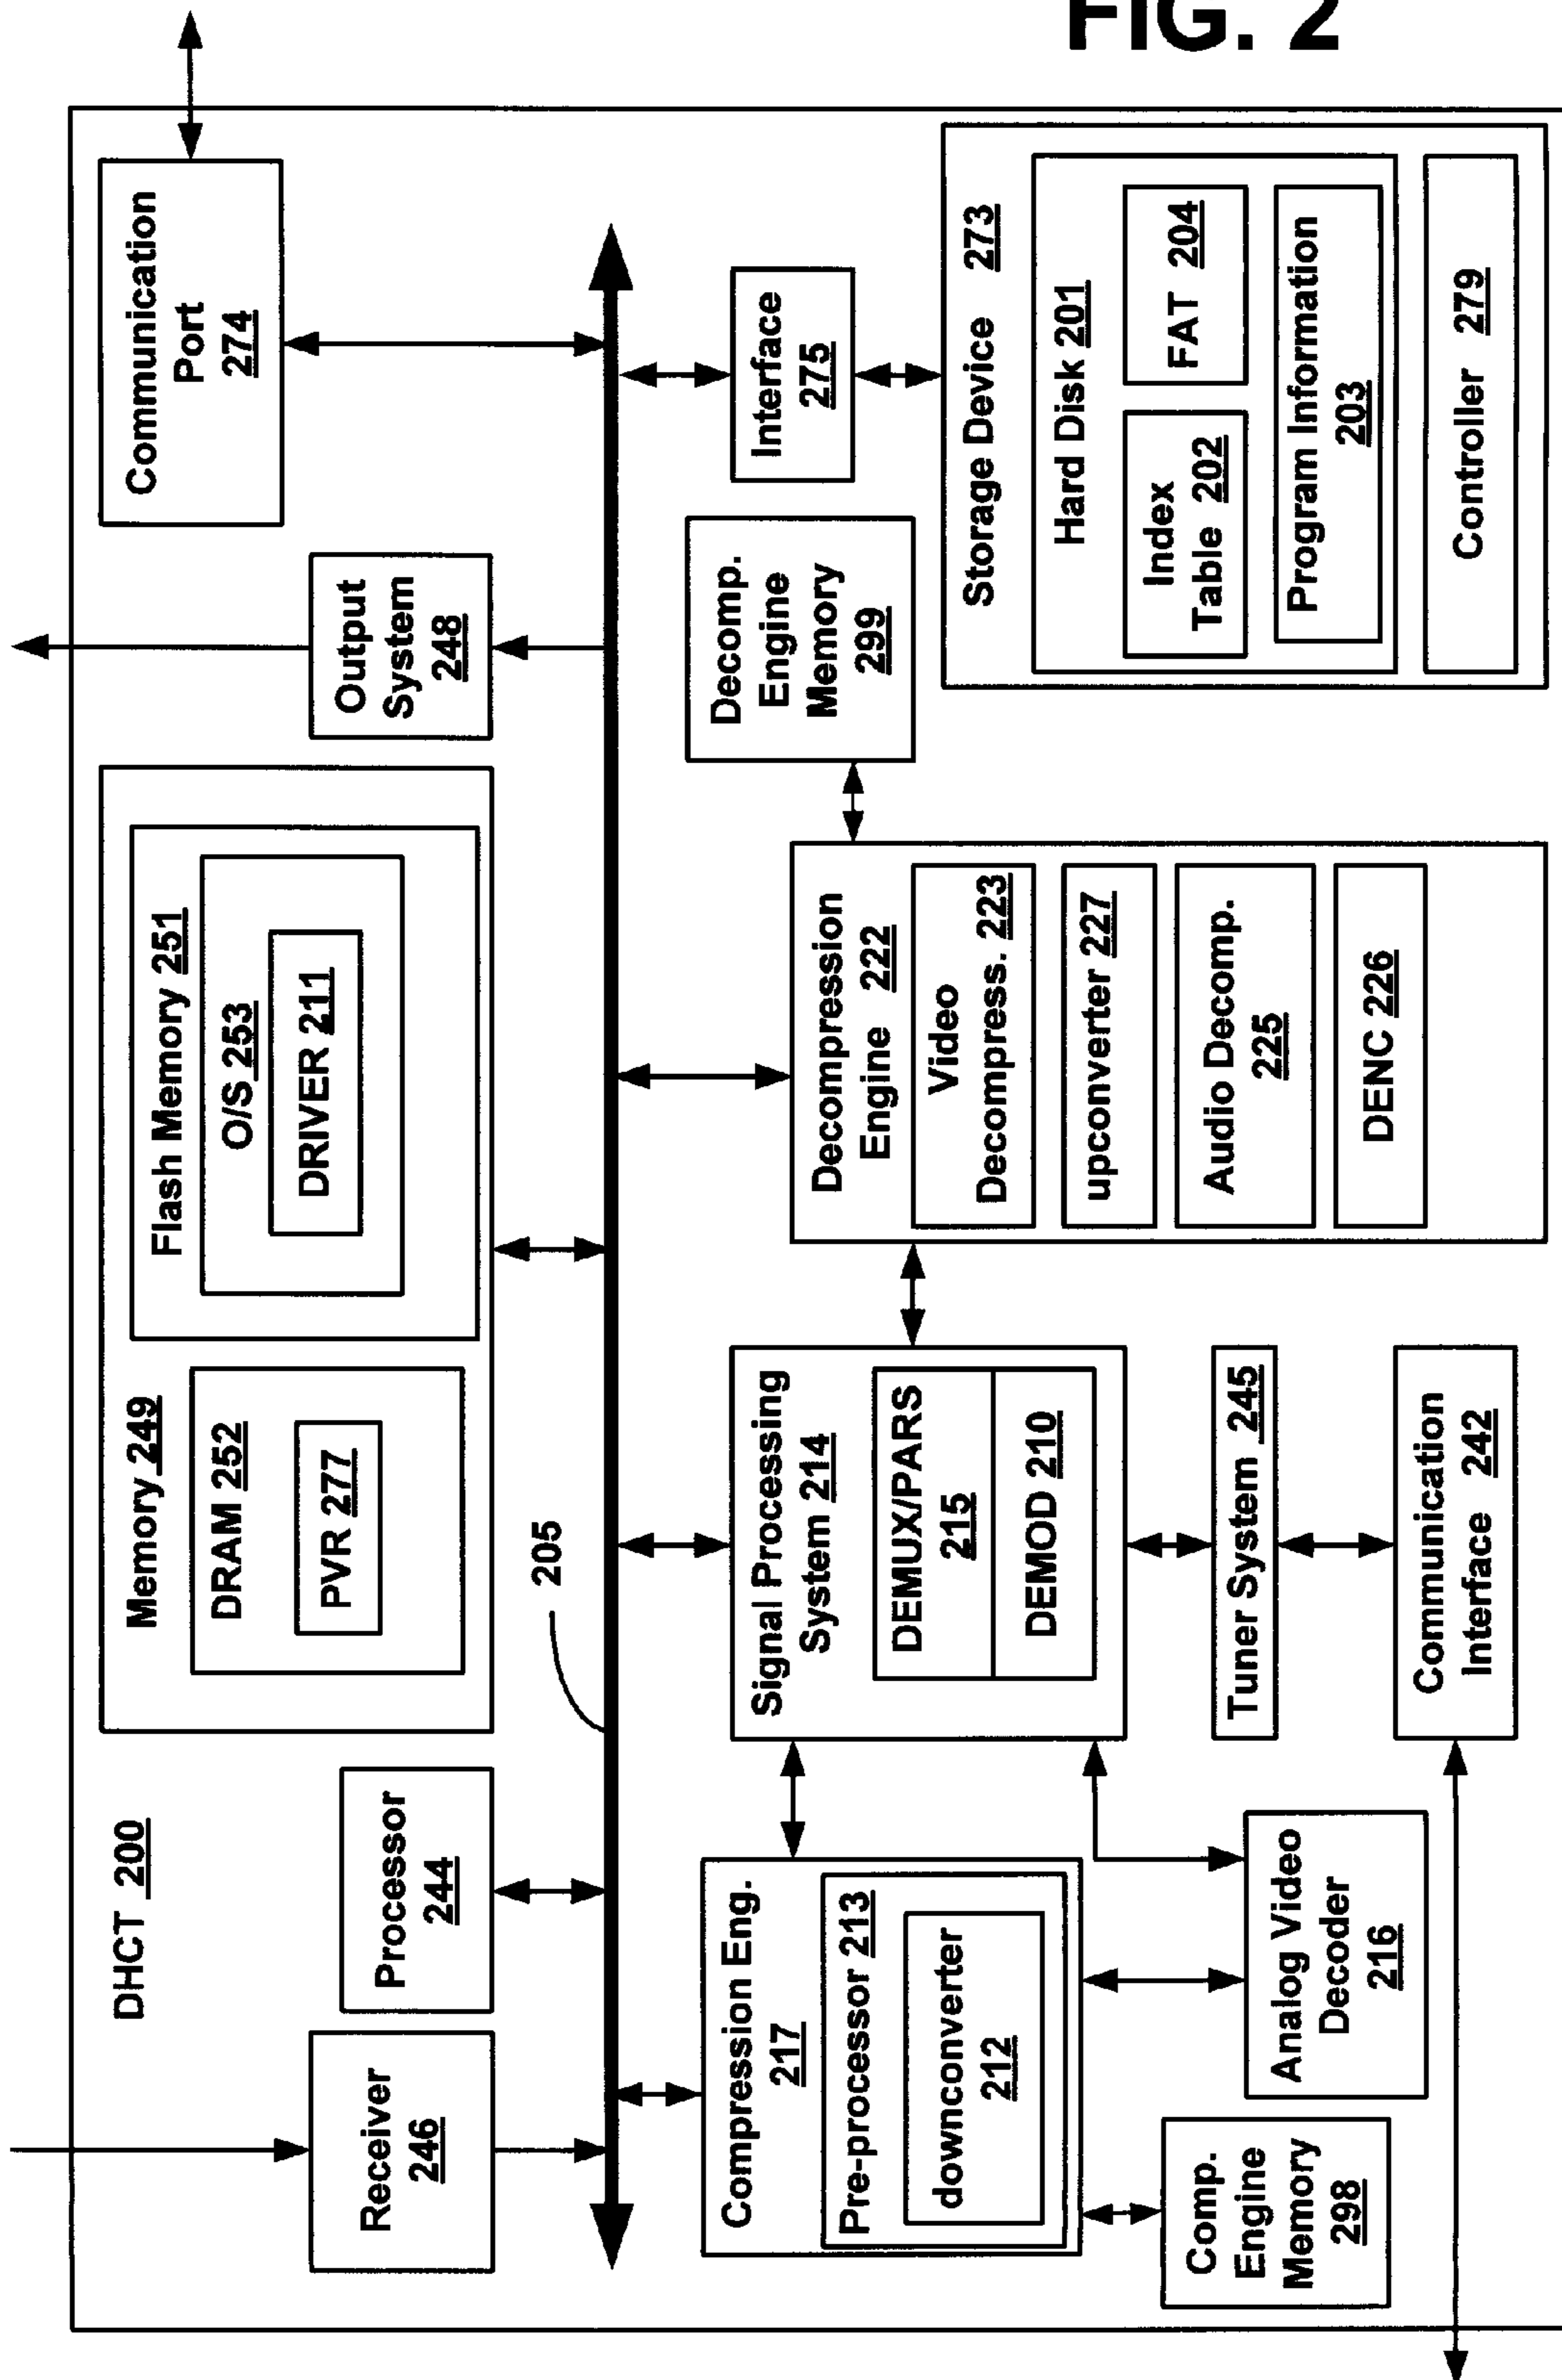 FIG. 2
DHCT 200
Receiver
246
Processor
244
Memory 249
DRAM 252
PVR 277
Flash Memory 251
O/S 253
DRIVER 211
Output
System
248
Communication
Port
274
205
Compression Eng.
217
Pre-processor 213
downconverter
212
Signal Processing
System 214
DEMUX/PARS
215
DEMOD 210
Decompression
Engine 222
Video
Decompress. 223
upconverter 227
Audio Decomp.
225
DENC 226
Decomp.
Engine
Memory
299
Interface
275
Storage Device 273
Hard Disk 201
Index
Table 202
FAT 204
Program Information
203
Controller 279
Comp.
Engine
Memory
298
Analog Video
Decoder
216
Tuner System 245
Communication
Interface 242